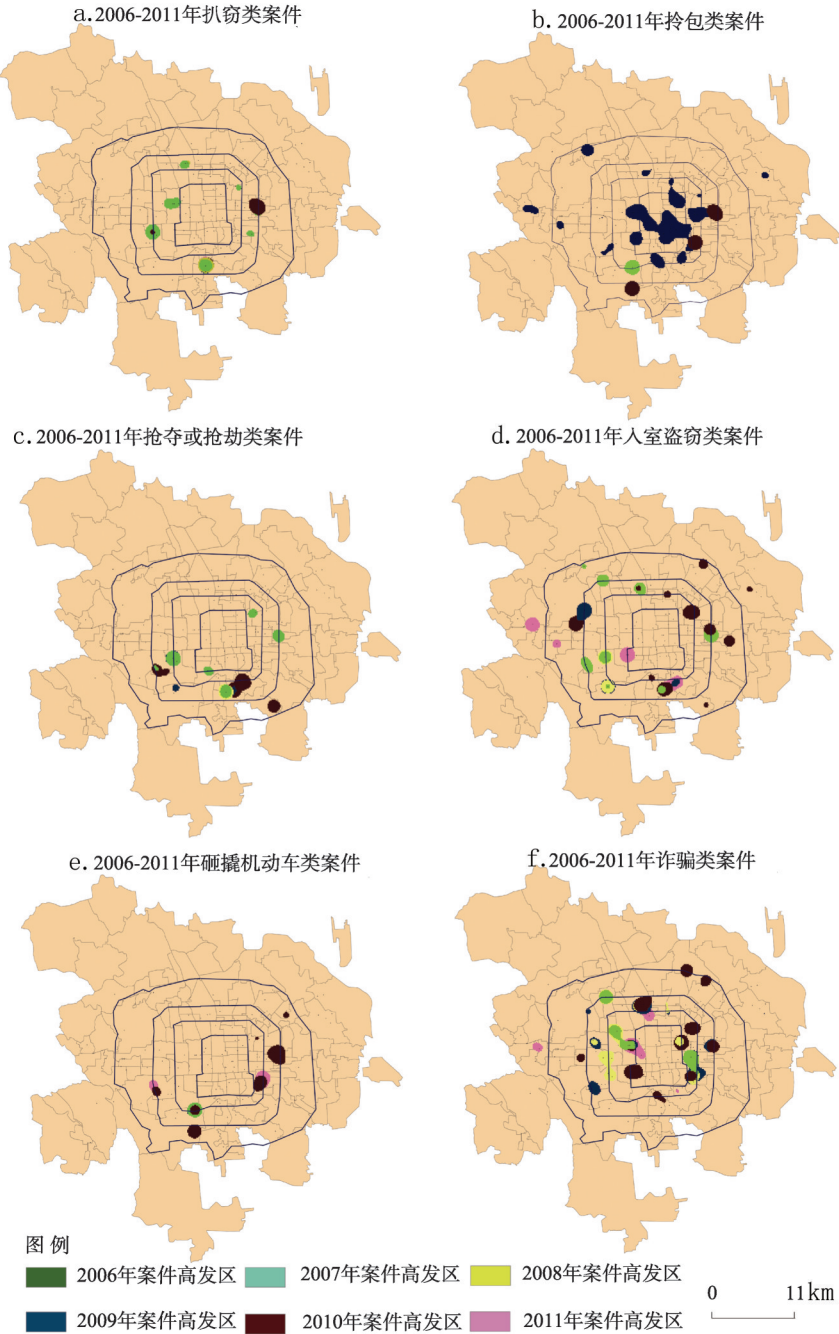 a.2006-2011年扒窃类案件
b.2006-2011年拎包类案件
c.2006-2011年抢夺或抢劫类案件
d.2006-2011年入室盗窃类案件
e.2006-2011年砸撬机动车类案件
f.2006-2011年诈骗类案件
图例
2006年案件高发区
2007年案件高发区
2008年案件高发区
2009年案件高发区
2010年案件高发区
2011年案件高发区
0 11km